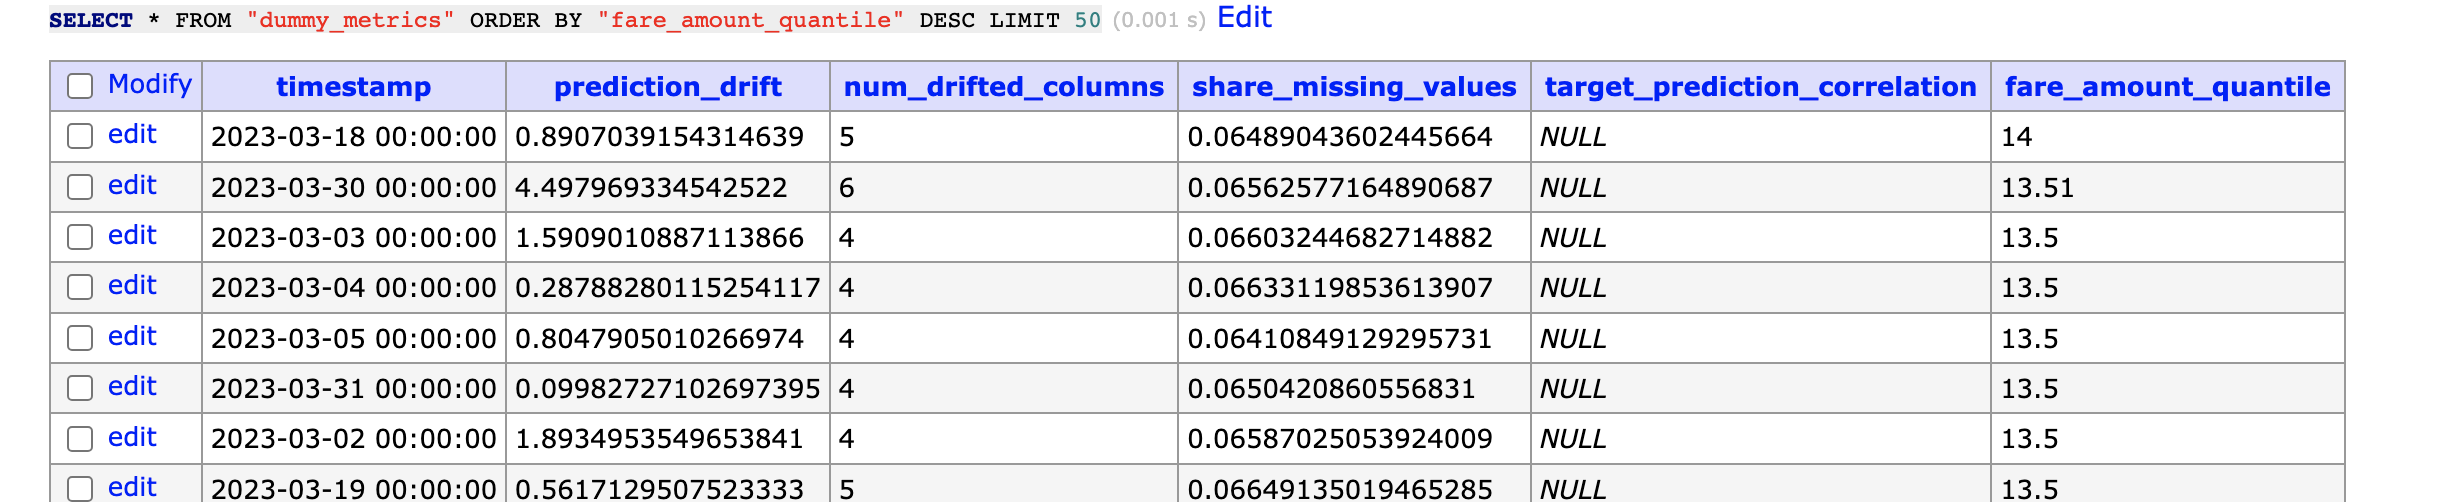 SELECT * FROM "dummy_metrics" ORDER BY "fare_amount_quantile" DESC LIMIT 50 (0.001 s) Edit
Modify timestamp prediction_drift num_drifted_columns share_missing_values target_prediction_correlation fare_amount_quantile
edit 2023-03-18 00:00:00 0.8907039154314639 5 0.06489043602445664 NULL 14
edit 2023-03-30 00:00:00 4.497969334542522 6 0.06562577164890687 NULL 13.51
edit 2023-03-03 00:00:00 1.5909010887113866 4 0.06603244682714882 NULL 13.5
edit 2023-03-04 00:00:00 0.28788280115254117 4 0.06633119853613907 NULL 13.5
edit 2023-03-05 00:00:00 0.8047905010266974 4 0.06410849129295731 NULL 13.5
edit 2023-03-31 00:00:00 0.09982727102697395 4 0.0650420860556831 NULL 13.5
edit 2023-03-02 00:00:00 1.8934953549653841 4 0.06587025053924009 NULL 13.5
edit 2023-03-19 00:00:00 0.5617129507523333 5 0.06649135019465285 NULL 13.5